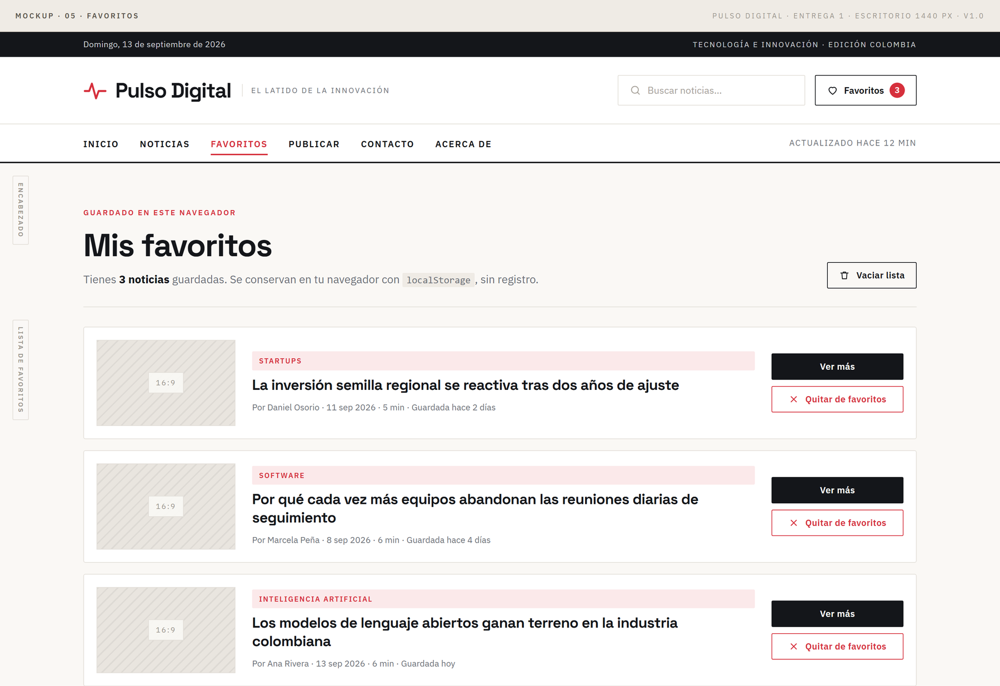 MOCKUP · 05 · FAVORITOS
PULSO DIGITAL · ENTREGA 1 · ESCRITORIO 1440 PX · V1.0
Domingo, 13 de septiembre de 2026
TECNOLOGÍA E INNOVACIÓN · EDICIÓN COLOMBIA
Pulso Digital
EL LATIDO DE LA INNOVACIÓN
Buscar noticias...
Favoritos 3
INICIO NOTICIAS FAVORITOS PUBLICAR CONTACTO ACERCA DE
ACTUALIZADO HACE 12 MIN
ENCABEZADO
GUARDADO EN ESTE NAVEGADOR
Mis favoritos
Tienes 3 noticias guardadas. Se conservan en tu navegador con localStorage , sin registro.
Vaciar lista
LISTA DE FAVORITOS
16:9
STARTUPS
La inversión semilla regional se reactiva tras dos años de ajuste
Por Daniel Osorio · 11 sep 2026 · 5 min · Guardada hace 2 días
Ver más
Quitar de favoritos
16:9
SOFTWARE
Por qué cada vez más equipos abandonan las reuniones diarias de
seguimiento
Por Marcela Peña · 8 sep 2026 · 6 min · Guardada hace 4 días
Ver más
Quitar de favoritos
16:9
INTELIGENCIA ARTIFICIAL
Los modelos de lenguaje abiertos ganan terreno en la industria
colombiana
Por Ana Rivera · 13 sep 2026 · 6 min · Guardada hoy
Ver más
Quitar de favoritos